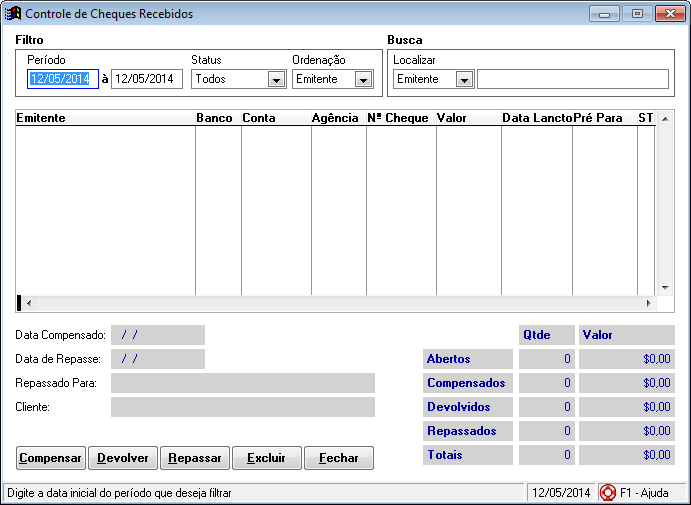 Controle de Cheques Recebidos
Filtro
Busca
Período Status Ordenação
Localizar
12/05/2014 à 12/05/2014 Todos Emitente
Emitente
Emitente Banco Conta Agência Nª Cheque Valor Data Lancto Pré Para ST
Data Compensado: / /
Data de Repasse: / /
Repassado Para:
Cliente:
Qtde Valor
Abertos 0 $0,00
Compensados 0 $0,00
Devolvidos 0 $0,00
Repassados 0 $0,00
Totais 0 $0,00
Compensar Devolver Repassar Excluir Fechar
Digite a data inicial do período que deseja filtrar 12/05/2014 F1 - Ajuda